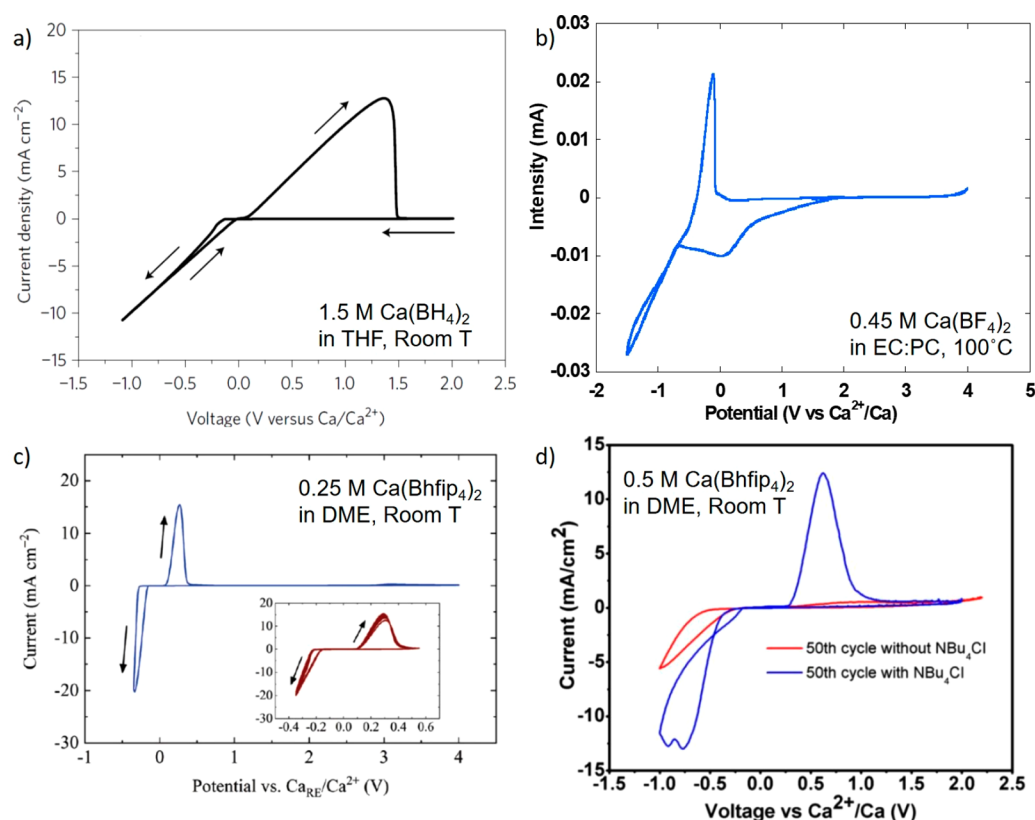 a)
Current density (mA cm⁻²)
20
15
10
5
0
−5
−10
−15
−1.5 −1.0 −0.5 0.0 0.5 1.0 1.5 2.0 2.5
Voltage (V versus Ca/Ca²⁺)
1.5 M Ca(BH₄)₂
in THF, Room T
b)
Intensity (mA)
0.03
0.02
0.01
0
-0.01
-0.02
-0.03
-2 -1 0 1 2 3 4 5
Potential (V vs Ca²⁺/Ca)
0.45 M Ca(BF₄)₂
in EC:PC, 100˚C
c)
Current (mA cm⁻²)
20
10
0
-10
-20
-30
-1 0 1 2 3 4
Potential vs. Ca_RE/Ca²⁺ (V)
0.25 M Ca(Bhfip₄)₂
in DME, Room T
20
10
0
-10
-20
-30
-0.4 -0.2 0.0 0.2 0.4 0.6
d)
Current (mA/cm²)
15
10
5
0
-5
-10
-15
-1.5 -1.0 -0.5 0.0 0.5 1.0 1.5 2.0 2.5
Voltage vs Ca²⁺/Ca (V)
0.5 M Ca(Bhfip₄)₂
in DME, Room T
50th cycle without NBu₄Cl
50th cycle with NBu₄Cl